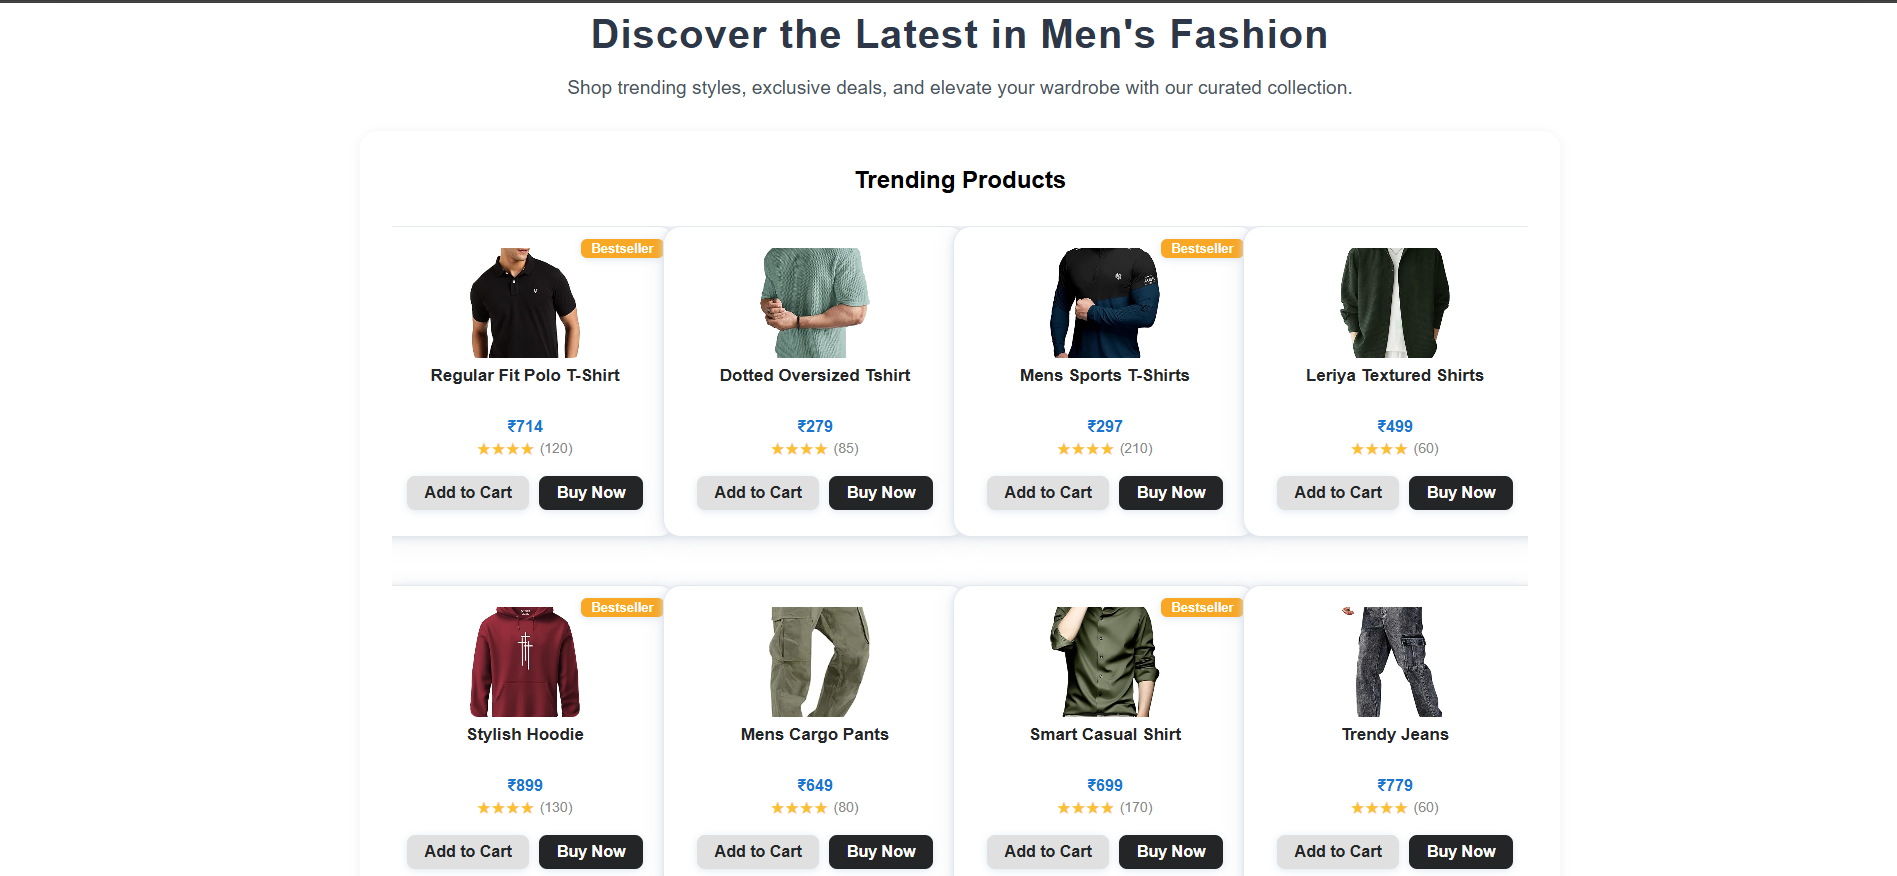 Discover the Latest in Men's Fashion
Shop trending styles, exclusive deals, and elevate your wardrobe with our curated collection.
Trending Products
Bestseller
Regular Fit Polo T-Shirt
₹714
★★★★ (120)
Add to Cart Buy Now
Dotted Oversized Tshirt
₹279
★★★★ (85)
Add to Cart Buy Now
Bestseller
Mens Sports T-Shirts
₹297
★★★★ (210)
Add to Cart Buy Now
Leriya Textured Shirts
₹499
★★★★ (60)
Add to Cart Buy Now
Bestseller
Stylish Hoodie
₹899
★★★★ (130)
Add to Cart Buy Now
Mens Cargo Pants
₹649
★★★★ (80)
Add to Cart Buy Now
Bestseller
Smart Casual Shirt
₹699
★★★★ (170)
Add to Cart Buy Now
Trendy Jeans
₹779
★★★★ (60)
Add to Cart Buy Now